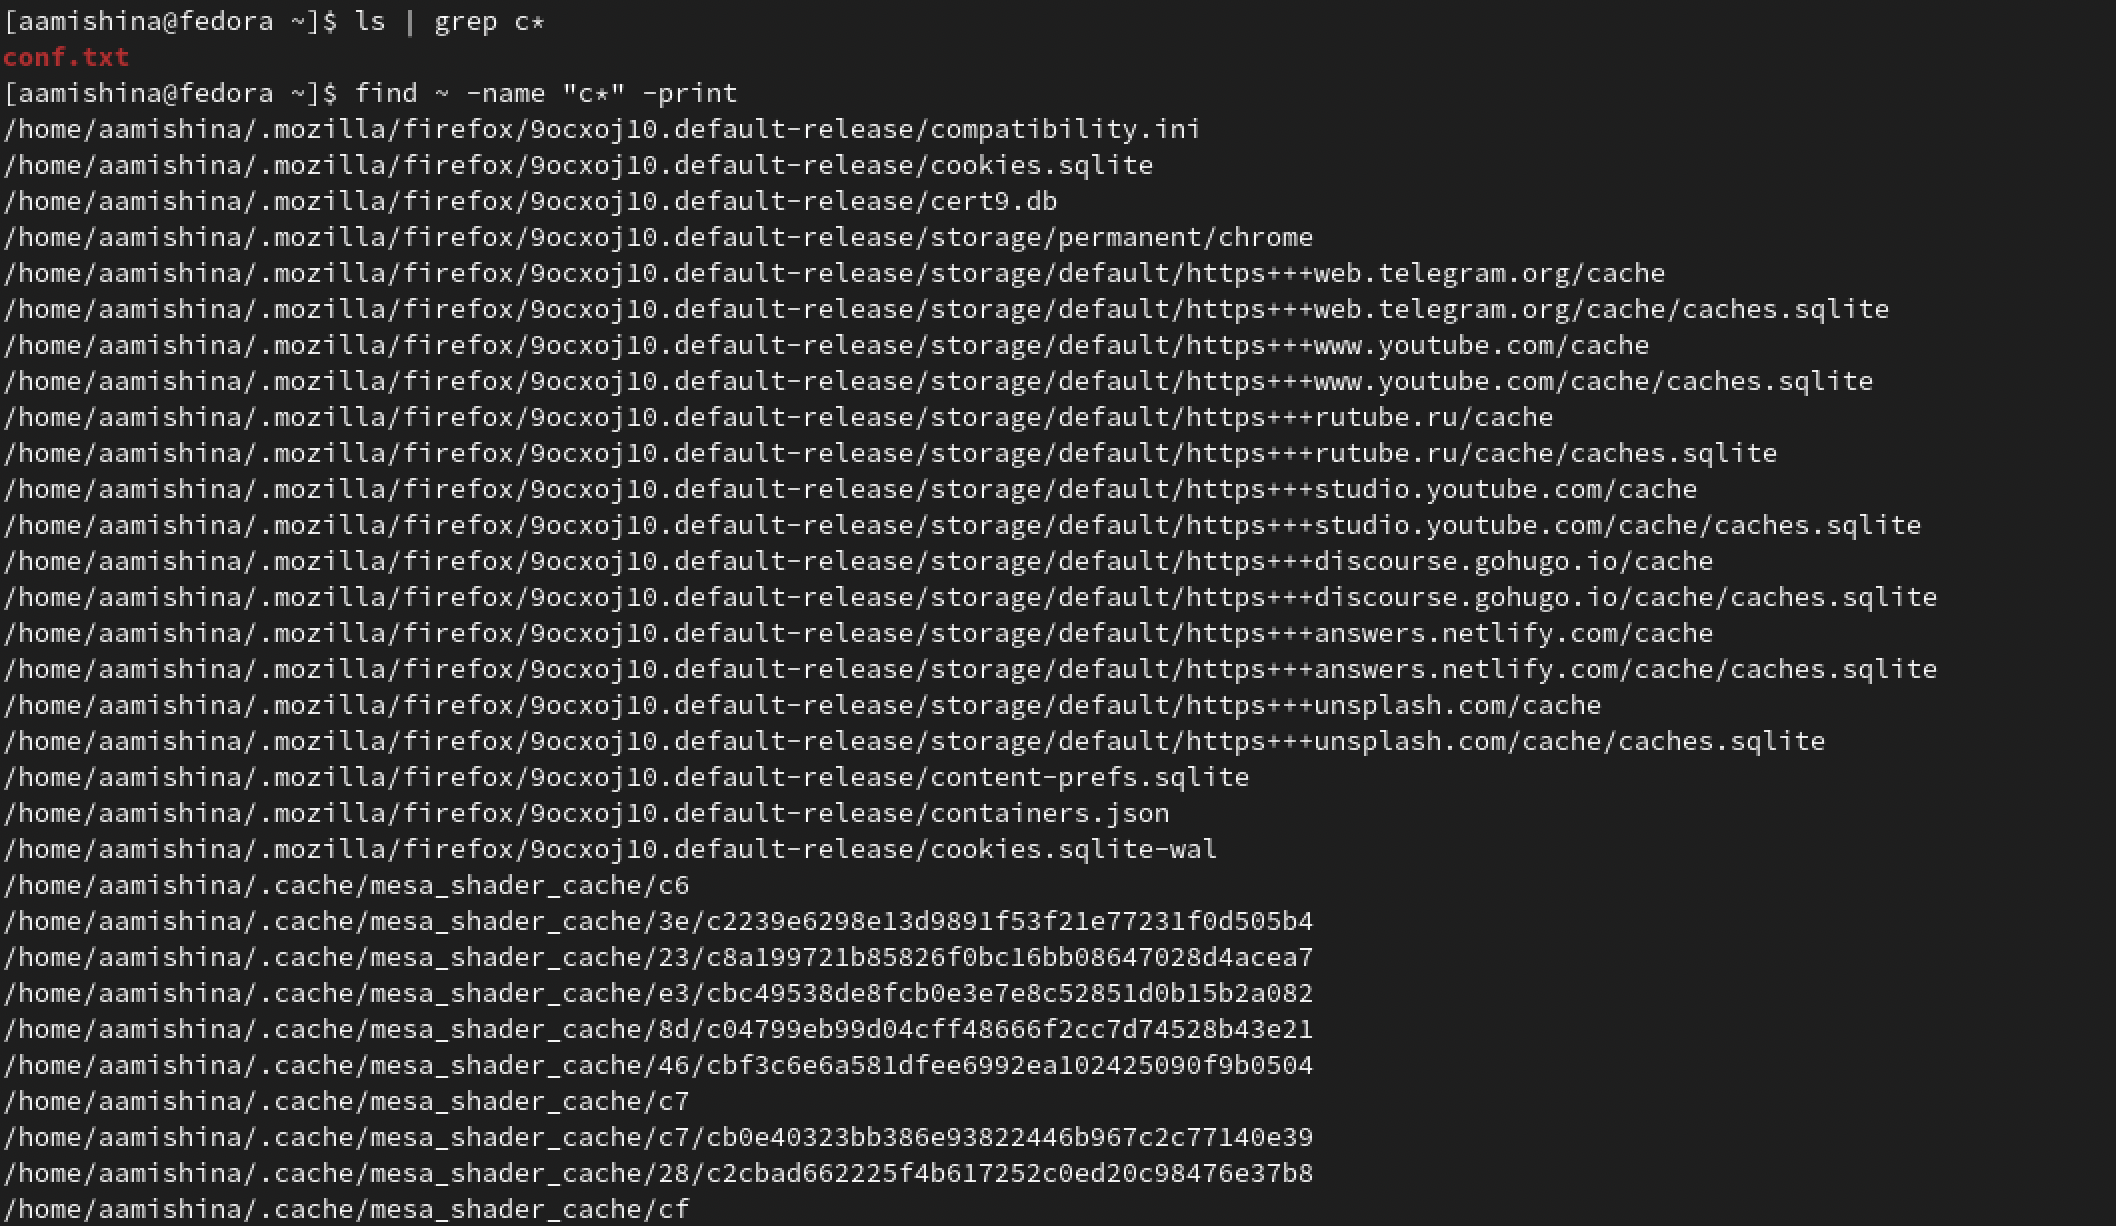 [aamishina@fedora ~]$ ls | grep c*
conf.txt
[aamishina@fedora ~]$ find ~ -name "c*" -print
/home/aamishina/.mozilla/firefox/9ocxoj10.default-release/compatibility.ini
/home/aamishina/.mozilla/firefox/9ocxoj10.default-release/cookies.sqlite
/home/aamishina/.mozilla/firefox/9ocxoj10.default-release/cert9.db
/home/aamishina/.mozilla/firefox/9ocxoj10.default-release/storage/permanent/chrome
/home/aamishina/.mozilla/firefox/9ocxoj10.default-release/storage/default/https+++web.telegram.org/cache
/home/aamishina/.mozilla/firefox/9ocxoj10.default-release/storage/default/https+++web.telegram.org/cache/caches.sqlite
/home/aamishina/.mozilla/firefox/9ocxoj10.default-release/storage/default/https+++www.youtube.com/cache
/home/aamishina/.mozilla/firefox/9ocxoj10.default-release/storage/default/https+++www.youtube.com/cache/caches.sqlite
/home/aamishina/.mozilla/firefox/9ocxoj10.default-release/storage/default/https+++rutube.ru/cache
/home/aamishina/.mozilla/firefox/9ocxoj10.default-release/storage/default/https+++rutube.ru/cache/caches.sqlite
/home/aamishina/.mozilla/firefox/9ocxoj10.default-release/storage/default/https+++studio.youtube.com/cache
/home/aamishina/.mozilla/firefox/9ocxoj10.default-release/storage/default/https+++studio.youtube.com/cache/caches.sqlite
/home/aamishina/.mozilla/firefox/9ocxoj10.default-release/storage/default/https+++discourse.gohugo.io/cache
/home/aamishina/.mozilla/firefox/9ocxoj10.default-release/storage/default/https+++discourse.gohugo.io/cache/caches.sqlite
/home/aamishina/.mozilla/firefox/9ocxoj10.default-release/storage/default/https+++answers.netlify.com/cache
/home/aamishina/.mozilla/firefox/9ocxoj10.default-release/storage/default/https+++answers.netlify.com/cache/caches.sqlite
/home/aamishina/.mozilla/firefox/9ocxoj10.default-release/storage/default/https+++unsplash.com/cache
/home/aamishina/.mozilla/firefox/9ocxoj10.default-release/storage/default/https+++unsplash.com/cache/caches.sqlite
/home/aamishina/.mozilla/firefox/9ocxoj10.default-release/content-prefs.sqlite
/home/aamishina/.mozilla/firefox/9ocxoj10.default-release/containers.json
/home/aamishina/.mozilla/firefox/9ocxoj10.default-release/cookies.sqlite-wal
/home/aamishina/.cache/mesa_shader_cache/c6
/home/aamishina/.cache/mesa_shader_cache/3e/c2239e6298e13d9891f53f21e77231f0d505b4
/home/aamishina/.cache/mesa_shader_cache/23/c8a199721b85826f0bc16bb08647028d4acea7
/home/aamishina/.cache/mesa_shader_cache/e3/cbc49538de8fcb0e3e7e8c52851d0b15b2a082
/home/aamishina/.cache/mesa_shader_cache/8d/c04799eb99d04cff48666f2cc7d74528b43e21
/home/aamishina/.cache/mesa_shader_cache/46/cbf3c6e6a581dfee6992ea102425090f9b0504
/home/aamishina/.cache/mesa_shader_cache/c7
/home/aamishina/.cache/mesa_shader_cache/c7/cb0e40323bb386e93822446b967c2c77140e39
/home/aamishina/.cache/mesa_shader_cache/28/c2cbad662225f4b617252c0ed20c98476e37b8
/home/aamishina/.cache/mesa_shader_cache/cf